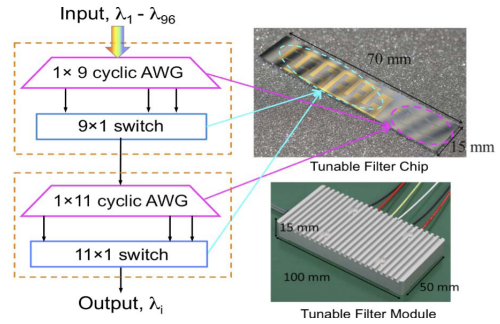 Input, λ1 - λ96
1× 9 cyclic AWG
9×1 switch
1×11 cyclic AWG
11×1 switch
Output, λi
70 mm
15 mm
Tunable Filter Chip
15 mm
100 mm
50 mm
Tunable Filter Module